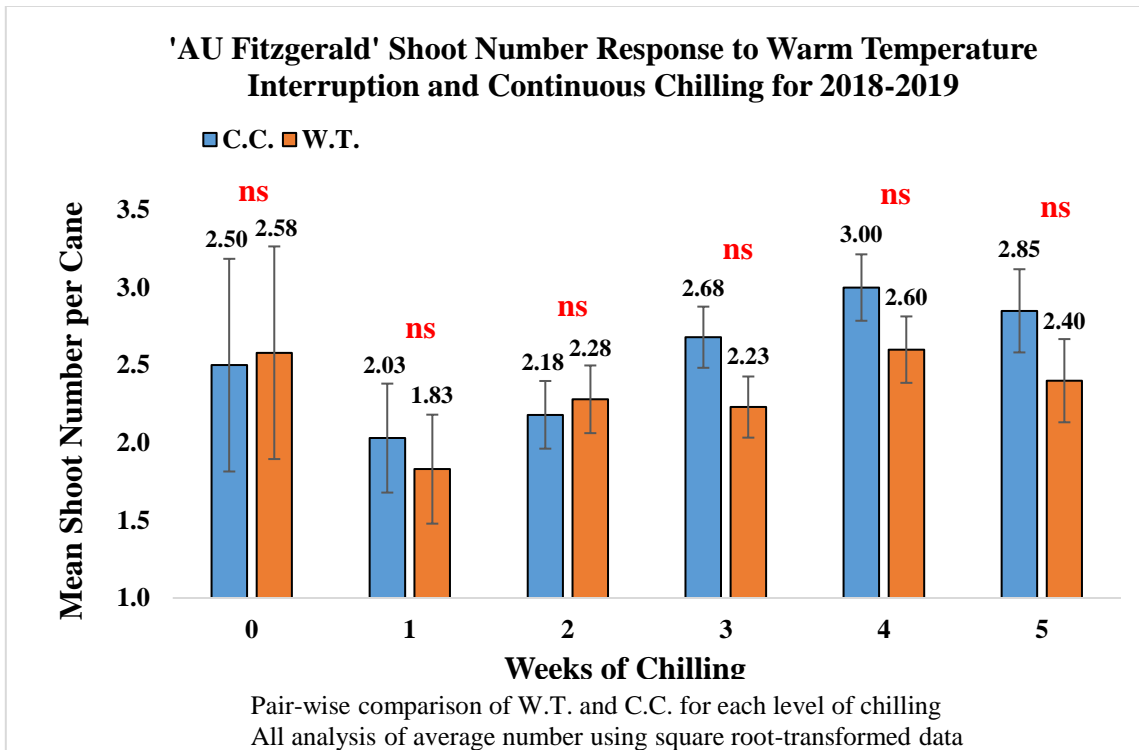 'AU Fitzgerald' Shoot Number Response to Warm Temperature
Interruption and Continuous Chilling for 2018-2019
C.C. W.T.
Mean Shoot Number per Cane
3.5
3.0
2.5
2.0
1.5
1.0
ns
2.50 2.58
ns
2.03 1.83
ns
2.18 2.28
ns
2.68 2.23
ns
3.00 2.60
ns
2.85 2.40
0 1 2 3 4 5
Weeks of Chilling
Pair-wise comparison of W.T. and C.C. for each level of chilling
All analysis of average number using square root-transformed data